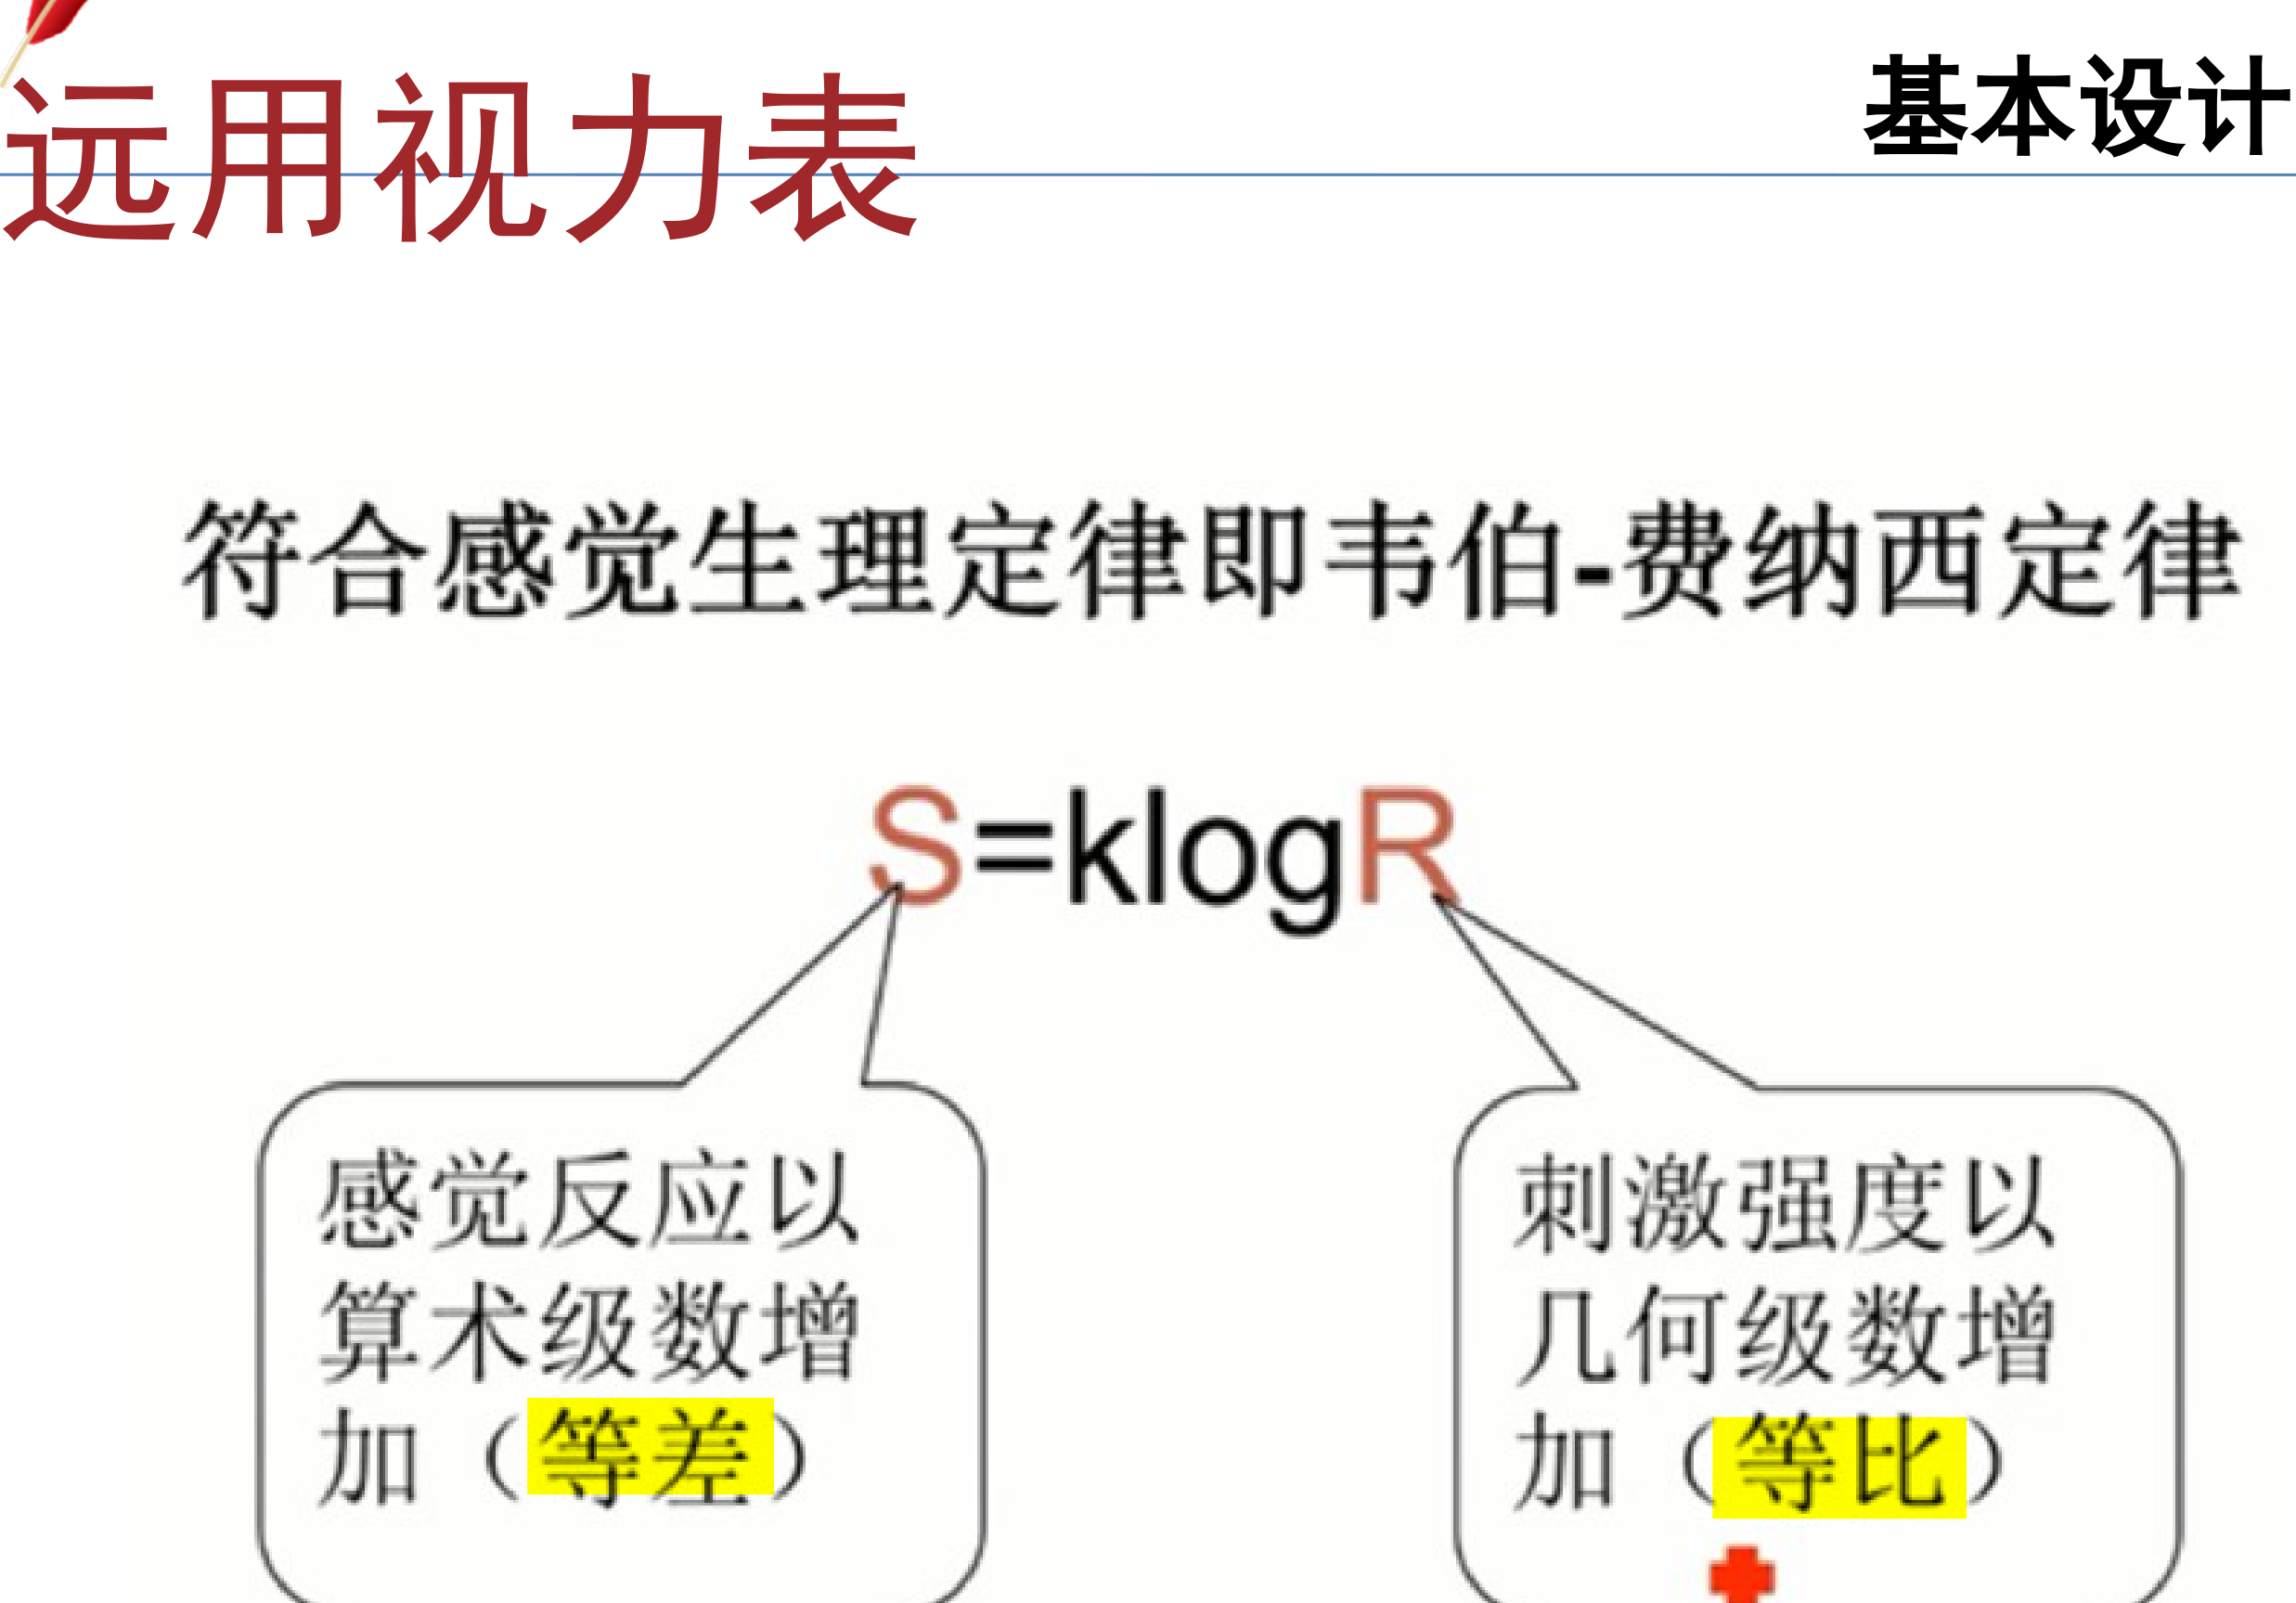 远用视力表
基本设计
符合感觉生理定律即韦伯-费纳西定律
S=klogR
感觉反应以
算术级数增
加（等差）
刺激强度以
几何级数增
加（等比）